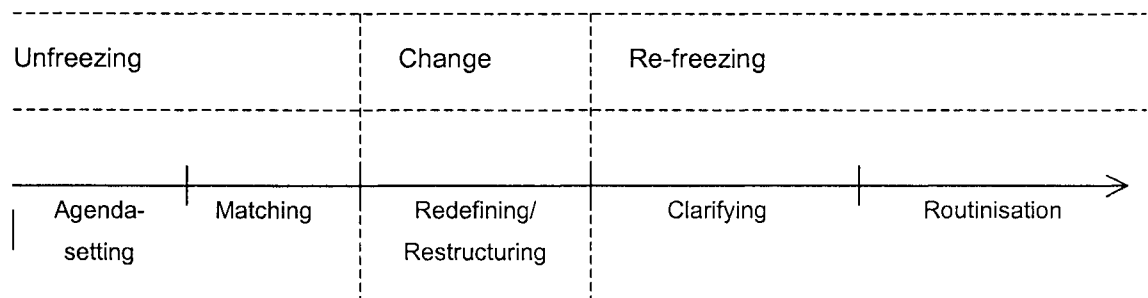 Unfreezing Change Re-freezing
Agenda- Matching Redefining/ Clarifying Routinisation
setting Restructuring